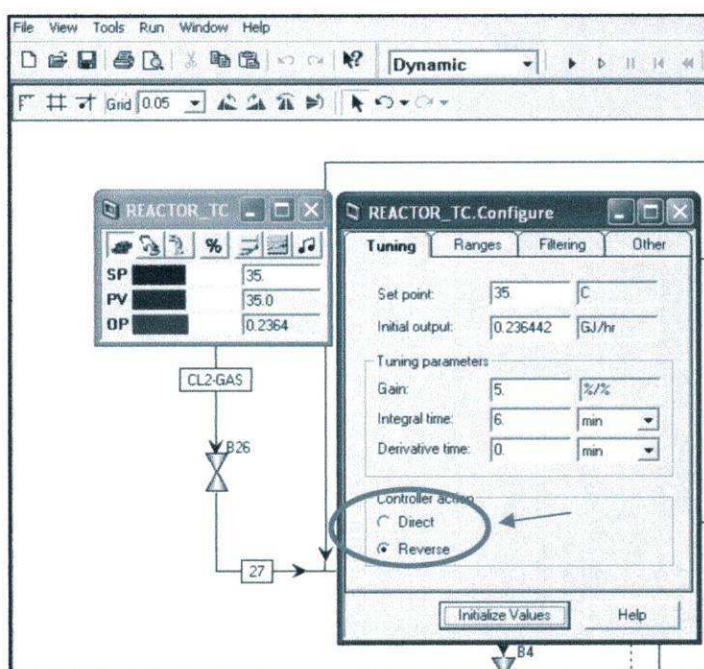 File View Tools Run Window Help
Dynamic
Grid 0.05
REACTOR_TC
%
SP 35.
PV 35.0
OP 0.2364
CL2-GAS
B26
27
REACTOR_TC.Configure
Tuning Ranges Filtering Other
Set point: 35. C
Initial output: 0.236442 GJ/hr
Tuning parameters
Gain: 5. %/%
Integral time: 6. min
Derivative time: 0. min
Controller action
Direct
Reverse
Initialize Values Help
B4